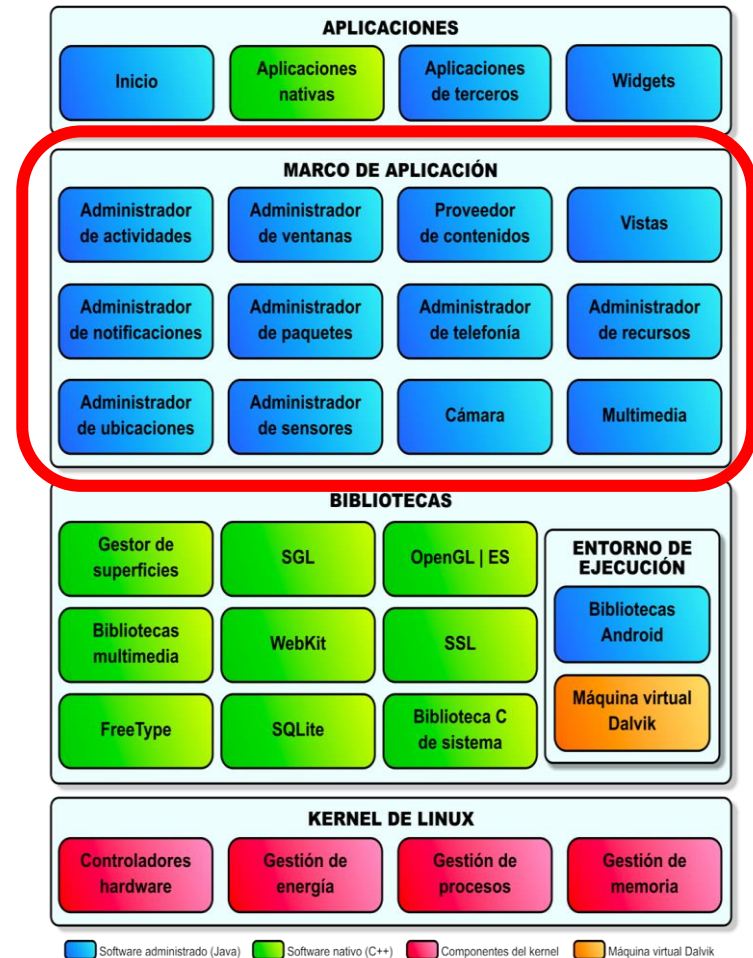 APLICACIONES
Inicio
Aplicaciones
nativas
Aplicaciones
de terceros
Widgets
MARCO DE APLICACIÓN
Administrador
de actividades
Administrador
de ventanas
Proveedor
de contenidos
Vistas
Administrador
de notificaciones
Administrador
de paquetes
Administrador
de telefonía
Administrador
de recursos
Administrador
de ubicaciones
Administrador
de sensores
Cámara
Multimedia
BIBLIOTECAS
Gestor de
superficies
SGL
OpenGL | ES
Bibliotecas
multimedia
WebKit
SSL
FreeType
SQLite
Biblioteca C
de sistema
ENTORNO DE
EJECUCIÓN
Bibliotecas
Android
Máquina virtual
Dalvik
KERNEL DE LINUX
Controladores
hardware
Gestión de
energía
Gestión de
procesos
Gestión de
memoria
Software administrado (Java) Software nativo (C++) Componentes del kernel Máquina virtual Dalvik